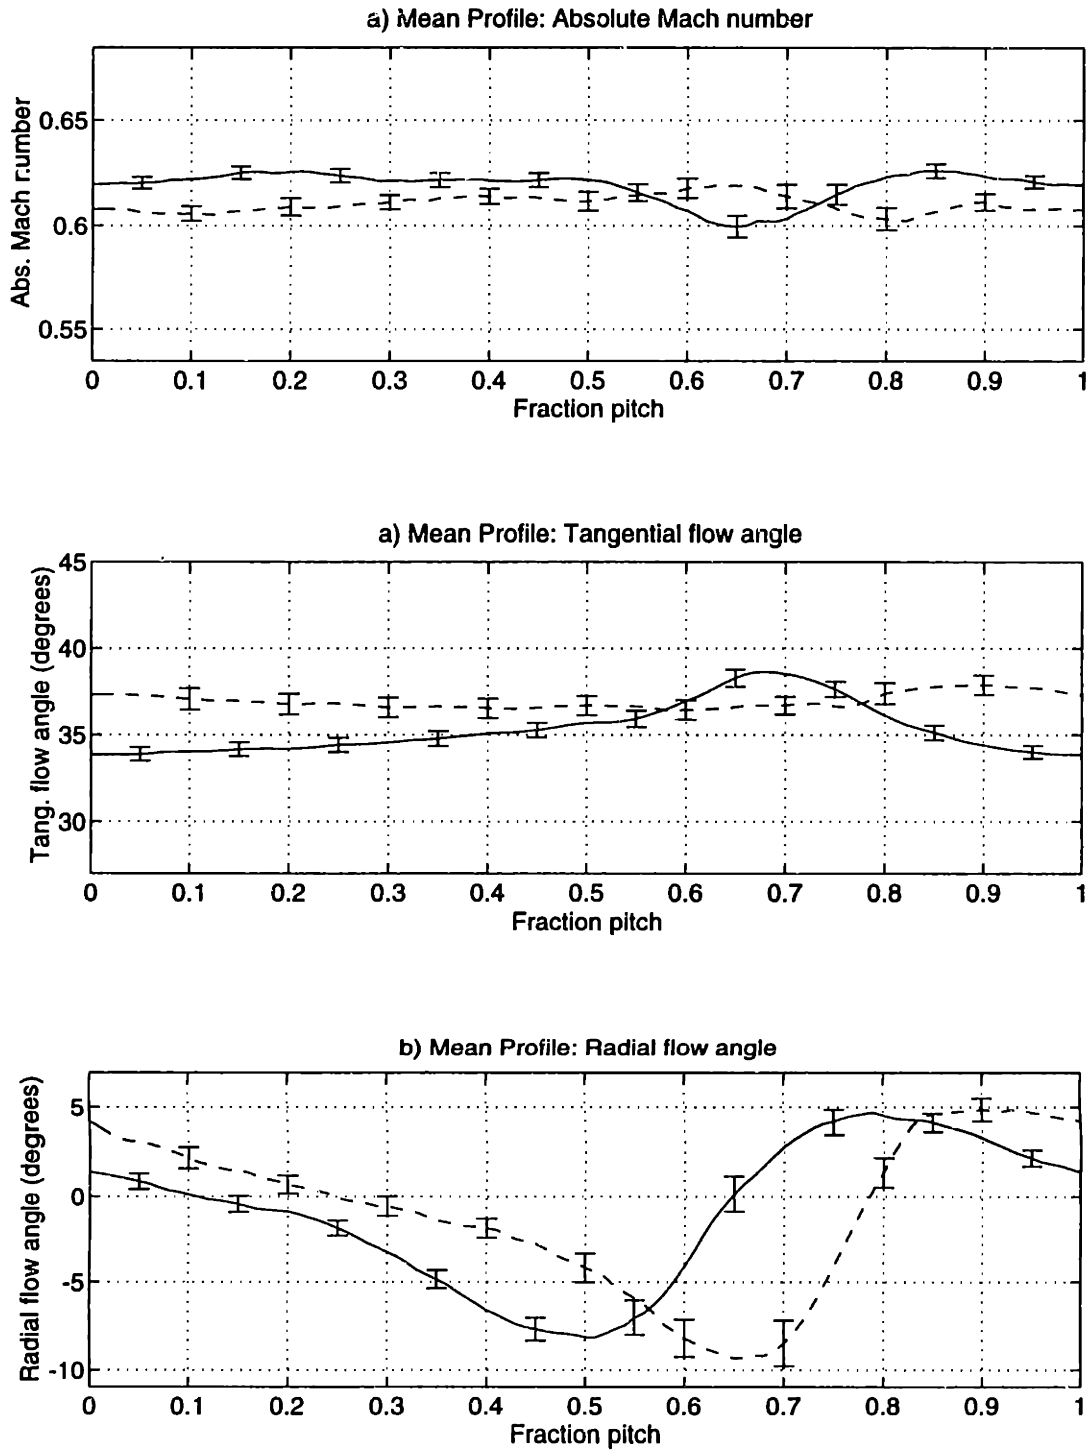 a) Mean Profile: Absolute Mach number
Abs. Mach number
0.65
0.6
0.55
0 0.1 0.2 0.3 0.4 0.5 0.6 0.7 0.8 0.9 1
Fraction pitch
a) Mean Profile: Tangential flow angle
Tang. flow angle (degrees)
45
40
35
30
0 0.1 0.2 0.3 0.4 0.5 0.6 0.7 0.8 0.9 1
Fraction pitch
b) Mean Profile: Radial flow angle
Radial flow angle (degrees)
5
0
-5
-10
0 0.1 0.2 0.3 0.4 0.5 0.6 0.7 0.8 0.9 1
Fraction pitch